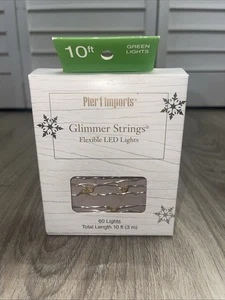 10ft
GREEN
LIGHTS
Pier 1 imports®
Glimmer Strings®
Flexible LED Lights
60 Lights
Total Length 10 ft (3 m)